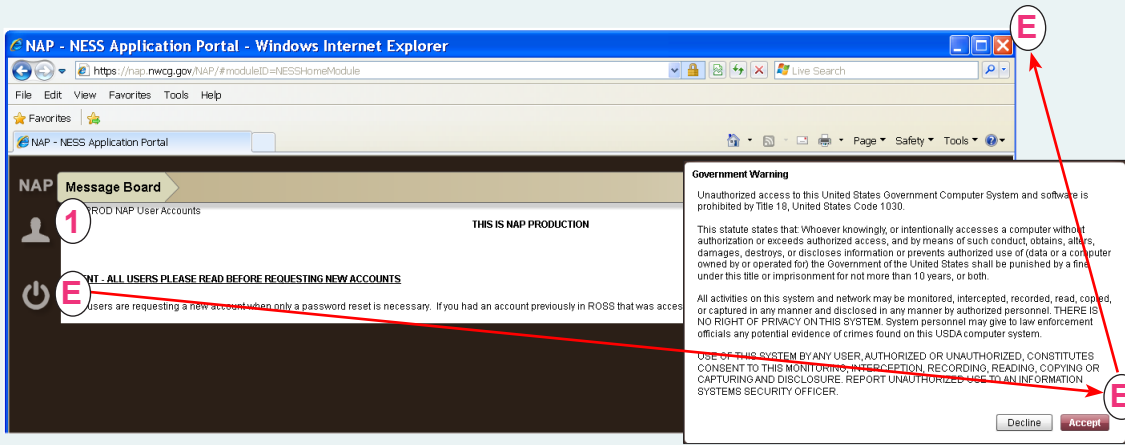 E
NAP - NESS Application Portal - Windows Internet Explorer
https://nap.nwcg.gov/NAP/#moduleID=NESSHomeModule
Live Search
File Edit View Favorites Tools Help
Favorites
NAP - NESS Application Portal
Page Safety Tools
NAP
Message Board
PROD NAP User Accounts
1
THIS IS NAP PRODUCTION
- ALL USERS PLEASE READ BEFORE REQUESTING NEW ACCOUNTS
E
users are requesting a new account when only a password reset is necessary. If you had an account previously in ROSS that was acces
Government Warning
Unauthorized access to this United States Government Computer System and software is
prohibited by Title 18, United States Code 1030.
This statute states that: Whoever knowingly, or intentionally accesses a computer without
authorization or exceeds authorized access, and by means of such conduct, obtains, alters,
damages, destroys, or discloses information or prevents authorized use of (data or a computer
owned by or operated for) the Government of the United States shall be punished by a fine
under this title or imprisonment for not more than 10 years, or both.
All activities on this system and network may be monitored, intercepted, recorded, read, copied,
or captured in any manner and disclosed in any manner by authorized personnel. THERE IS
NO RIGHT OF PRIVACY ON THIS SYSTEM. System personnel may give to law enforcement
officials any potential evidence of crimes found on this USDA computer system.
USE OF THIS SYSTEM BY ANY USER, AUTHORIZED OR UNAUTHORIZED, CONSTITUTES
CONSENT TO THIS MONITORING, INTERCEPTION, RECORDING, READING, COPYING OR
CAPTURING AND DISCLOSURE. REPORT UNAUTHORIZED USE TO AN INFORMATION
SYSTEMS SECURITY OFFICER.
E
Decline Accept